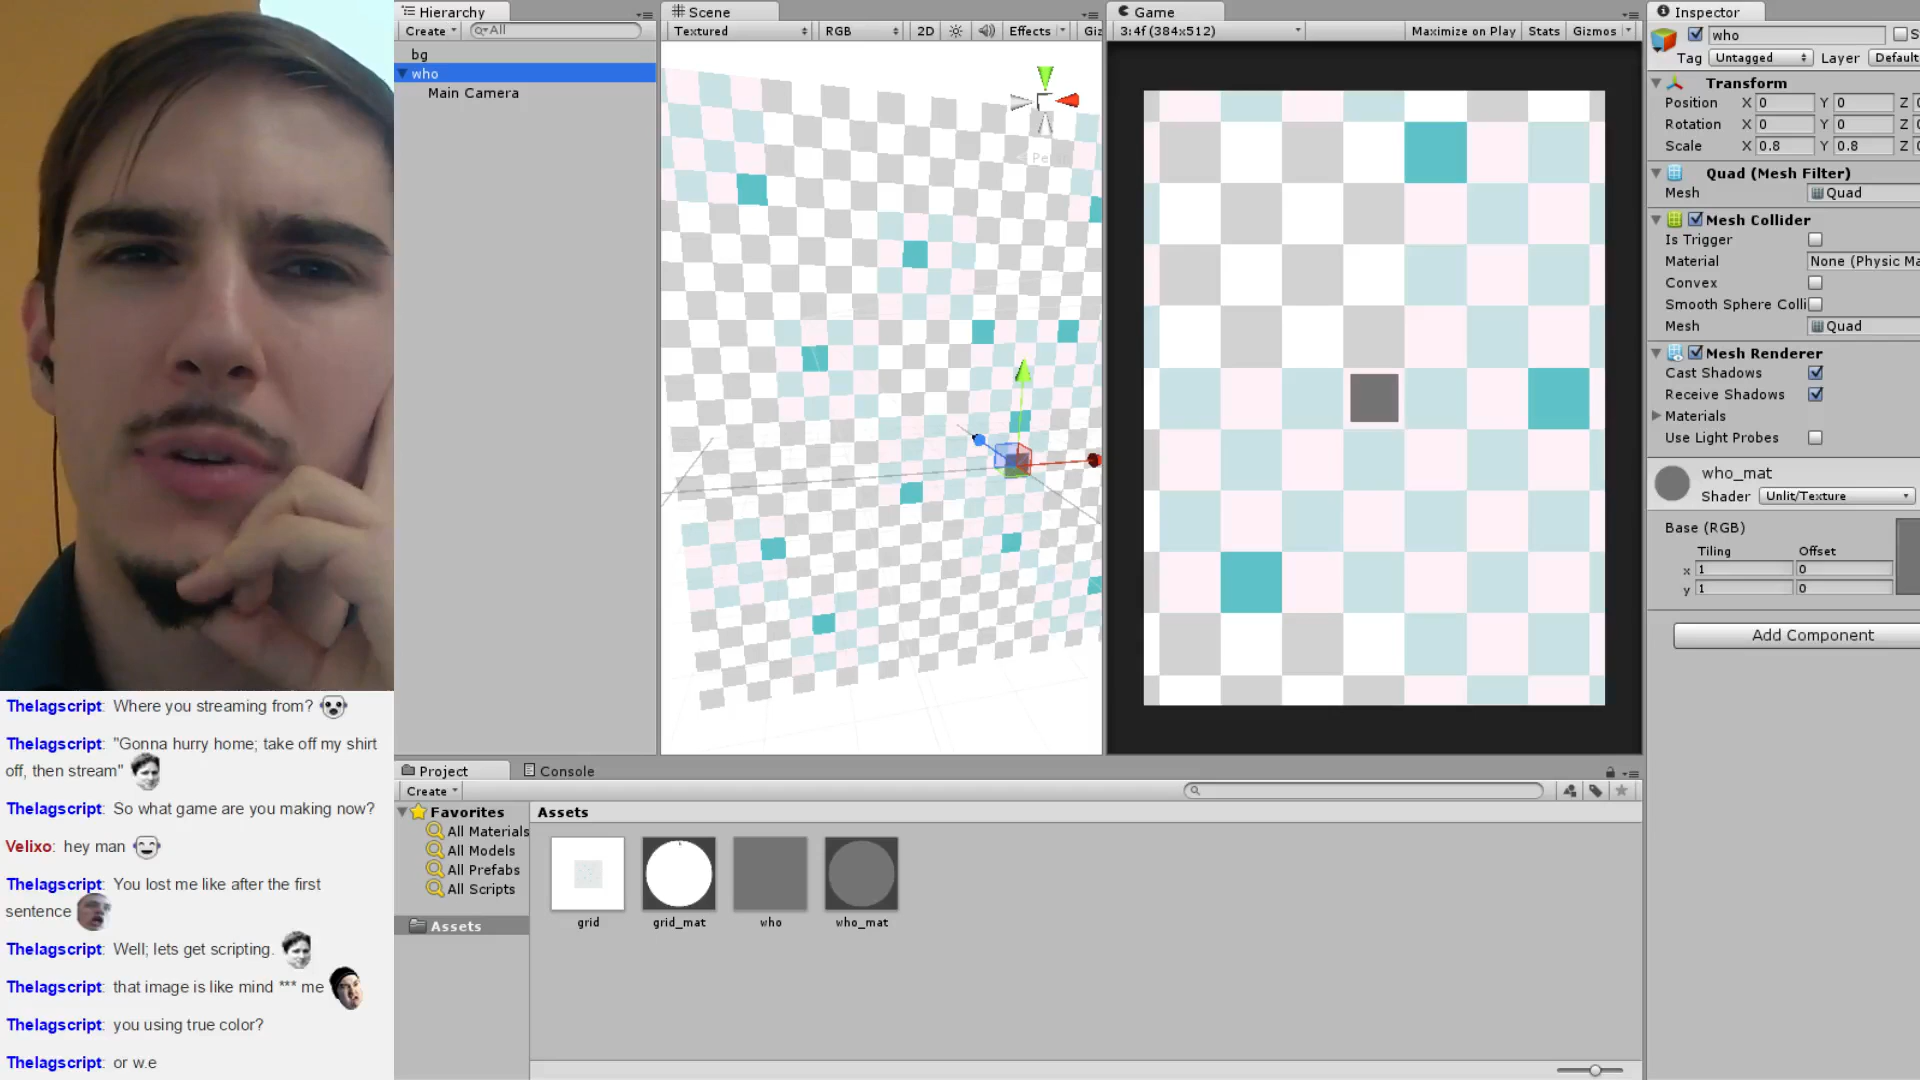 Hierarchy
Create
All
bg
who
Main Camera
Scene
Textured
RGB
2D
Effects
Giz
Game
3:4f (384x512)
Maximize on Play
Stats
Gizmos
Inspector
who
S
Tag
Untagged
Layer
Default
Transform
Position X 0 Y 0 Z 0
Rotation X 0 Y 0 Z 0
Scale X 0.8 Y 0.8 Z 0
Quad (Mesh Filter)
Mesh Quad
Mesh Collider
Is Trigger
Material None (Physic Ma
Convex
Smooth Sphere Colli
Mesh Quad
Mesh Renderer
Cast Shadows
Receive Shadows
Materials
Use Light Probes
who_mat
Shader Unlit/Texture
Base (RGB)
Tiling Offset
x 1 0
y 1 0
Add Component
Thelagscript: Where you streaming from?
Thelagscript: "Gonna hurry home; take off my shirt
off, then stream"
Thelagscript: So what game are you making now?
Velixo: hey man
Thelagscript: You lost me like after the first
sentence
Thelagscript: Well; lets get scripting.
Thelagscript: that image is like mind *** me
Thelagscript: you using true color?
Thelagscript: or w.e
Project
Console
Create
Favorites
All Materials
All Models
All Prefabs
All Scripts
Assets
Assets
grid
grid_mat
who
who_mat